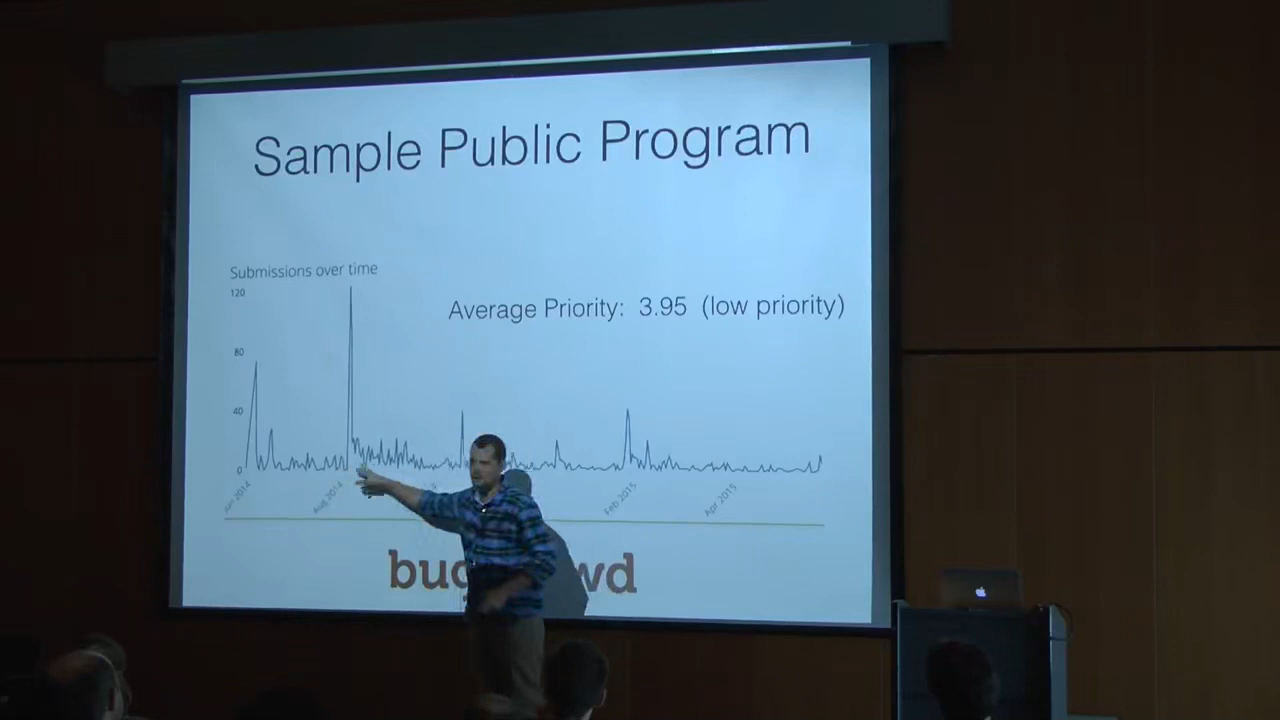 Sample Public Program
Submissions over time
120
Average Priority: 3.95 (low priority)
80
40
0
Aug 2014
Feb 2015
Apr 2015